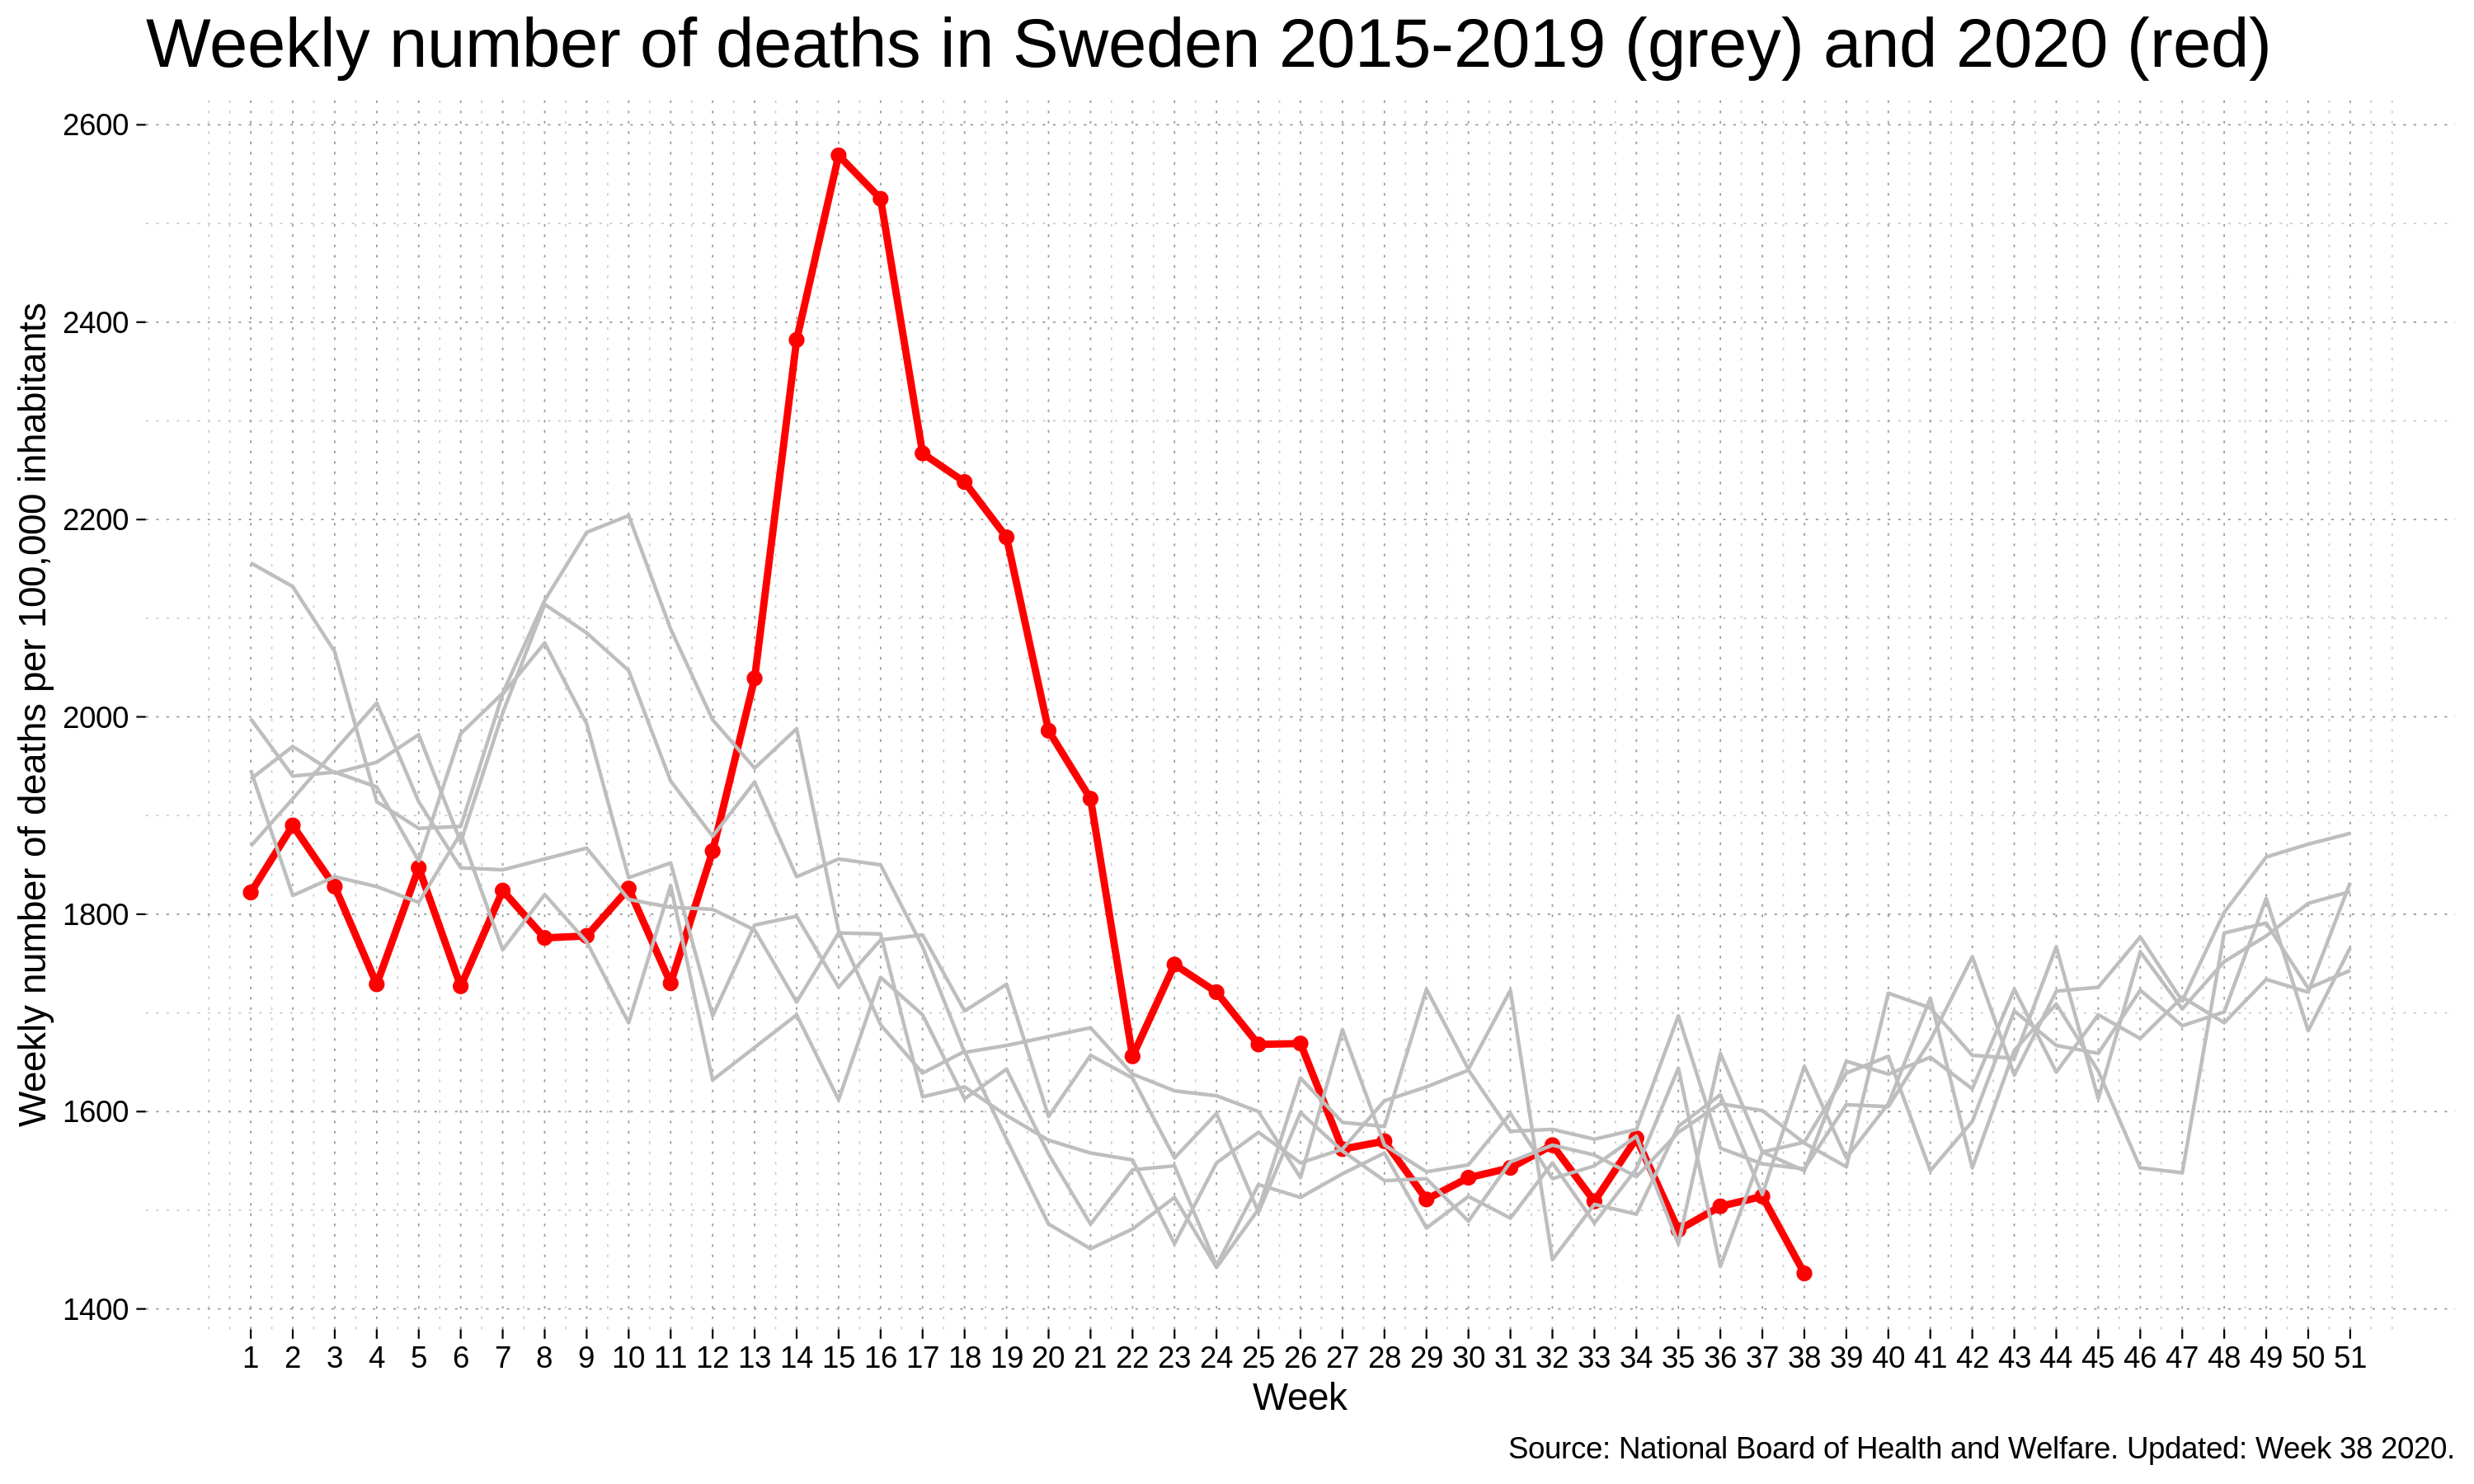 Weekly number of deaths in Sweden 2015-2019 (grey) and 2020 (red)
Weekly number of deaths per 100,000 inhabitants
2600
2400
2200
2000
1800
1600
1400
1 2 3 4 5 6 7 8 9 10 11 12 13 14 15 16 17 18 19 20 21 22 23 24 25 26 27 28 29 30 31 32 33 34 35 36 37 38 39 40 41 42 43 44 45 46 47 48 49 50 51
Week
Source: National Board of Health and Welfare. Updated: Week 38 2020.